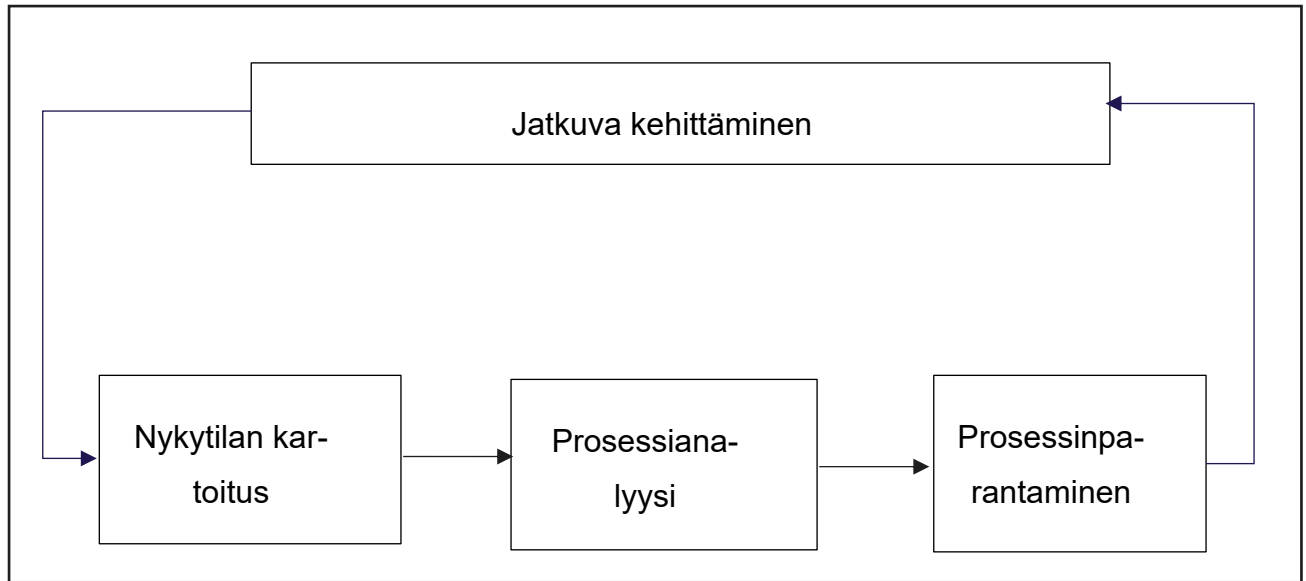 Jatkuva kehittäminen
Nykytilan kar-
toitus
Prosessiana-
lyysi
Prosessinpa-
rantaminen